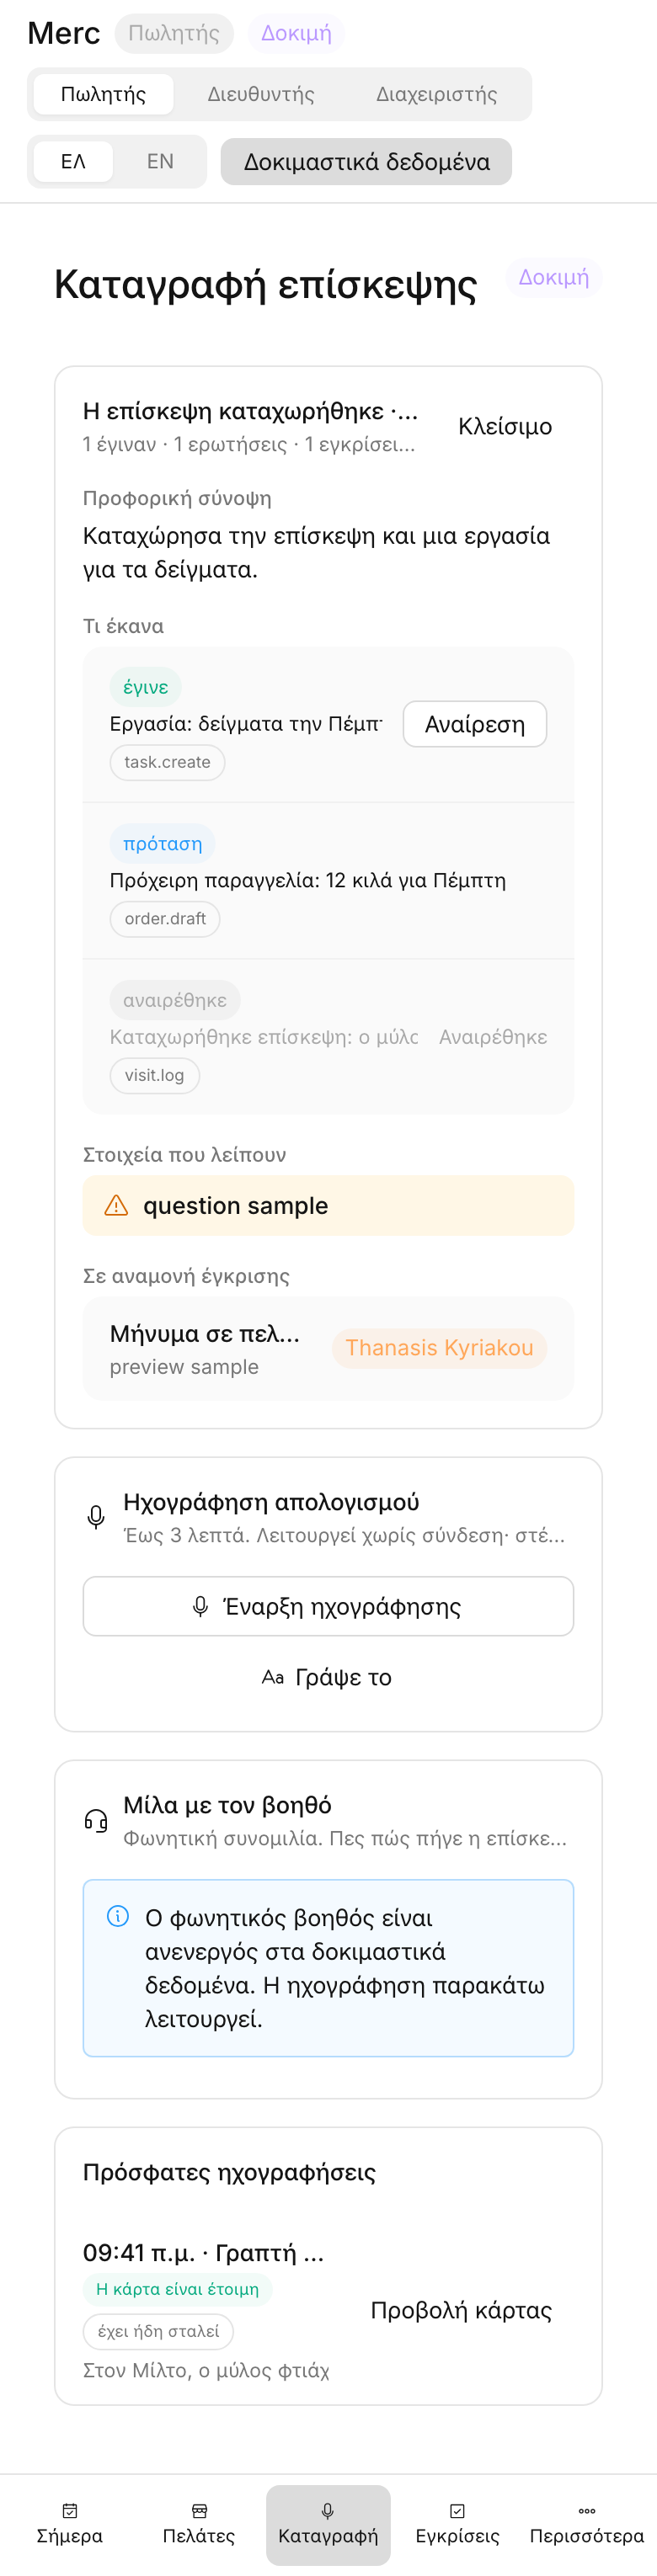 Merc Πωλητής Δοκιμή
Πωλητής Διευθυντής Διαχειριστής
ΕΛ EN Δοκιμαστικά δεδομένα
Καταγραφή επίσκεψης Δοκιμή
Η επίσκεψη καταχωρήθηκε ·…
1 έγιναν · 1 ερωτήσεις · 1 εγκρίσει…
Κλείσιμο
Προφορική σύνοψη
Καταχώρησα την επίσκεψη και μια εργασία
για τα δείγματα.
Τι έκανα
έγινε
Εργασία: δείγματα την Πέμπ
Αναίρεση
task.create
πρόταση
Πρόχειρη παραγγελία: 12 κιλά για Πέμπτη
order.draft
αναιρέθηκε
Καταχωρήθηκε επίσκεψη: ο μύλο Αναιρέθηκε
visit.log
Στοιχεία που λείπουν
question sample
Σε αναμονή έγκρισης
Μήνυμα σε πελ…
preview sample
Thanasis Kyriakou
Ηχογράφηση απολογισμού
Έως 3 λεπτά. Λειτουργεί χωρίς σύνδεση· στέ…
Έναρξη ηχογράφησης
Aa Γράψε το
Μίλα με τον βοηθό
Φωνητική συνομιλία. Πες πώς πήγε η επίσκε…
Ο φωνητικός βοηθός είναι
ανενεργός στα δοκιμαστικά
δεδομένα. Η ηχογράφηση παρακάτω
λειτουργεί.
Πρόσφατες ηχογραφήσεις
09:41 π.μ. · Γραπτή …
Η κάρτα είναι έτοιμη
έχει ήδη σταλεί
Στον Μίλτο, ο μύλος φτιάχ
Προβολή κάρτας
Σήμερα Πελάτες Καταγραφή Εγκρίσεις Περισσότερα